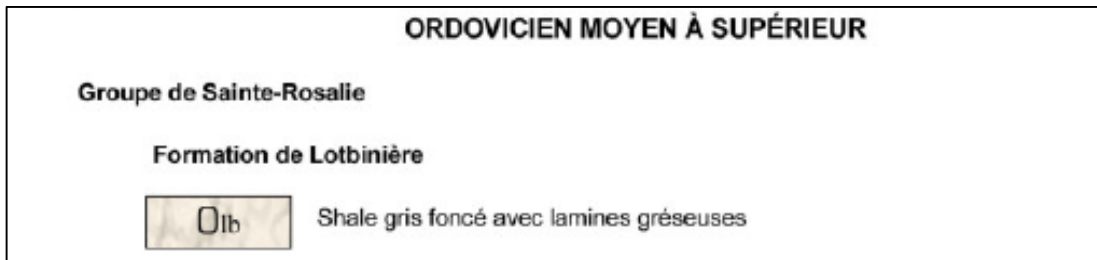 ORDOVICIEN MOYEN À SUPÉRIEUR
Groupe de Sainte-Rosalie
Formation de Lotbinière
Olb Shale gris foncé avec lamines gréseuses